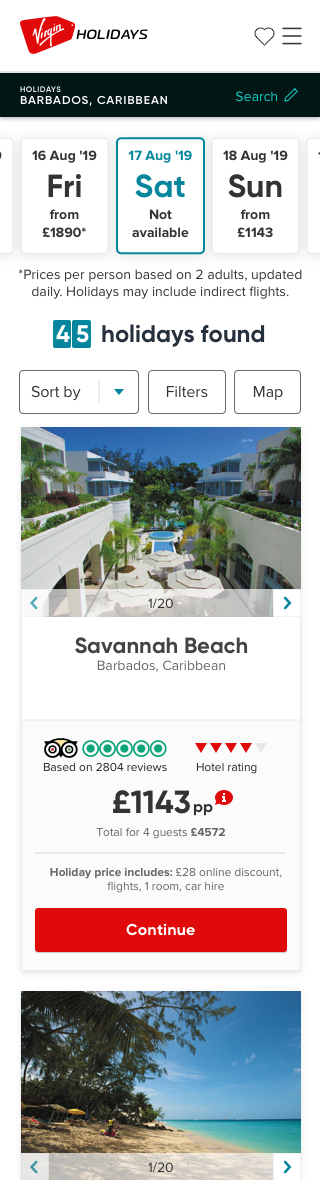 Virgin HOLIDAYS
HOLIDAYS
BARBADOS, CARIBBEAN
Search
16 Aug '19
Fri
from
£1890*
17 Aug '19
Sat
Not
available
18 Aug '19
Sun
from
£1143
*Prices per person based on 2 adults, updated
daily. Holidays may include indirect flights.
45 holidays found
Sort by
Filters
Map
1/20
Savannah Beach
Barbados, Caribbean
Based on 2804 reviews
Hotel rating
£1143 pp
Total for 4 guests £4572
Holiday price includes: £28 online discount,
flights, 1 room, car hire
Continue
1/20